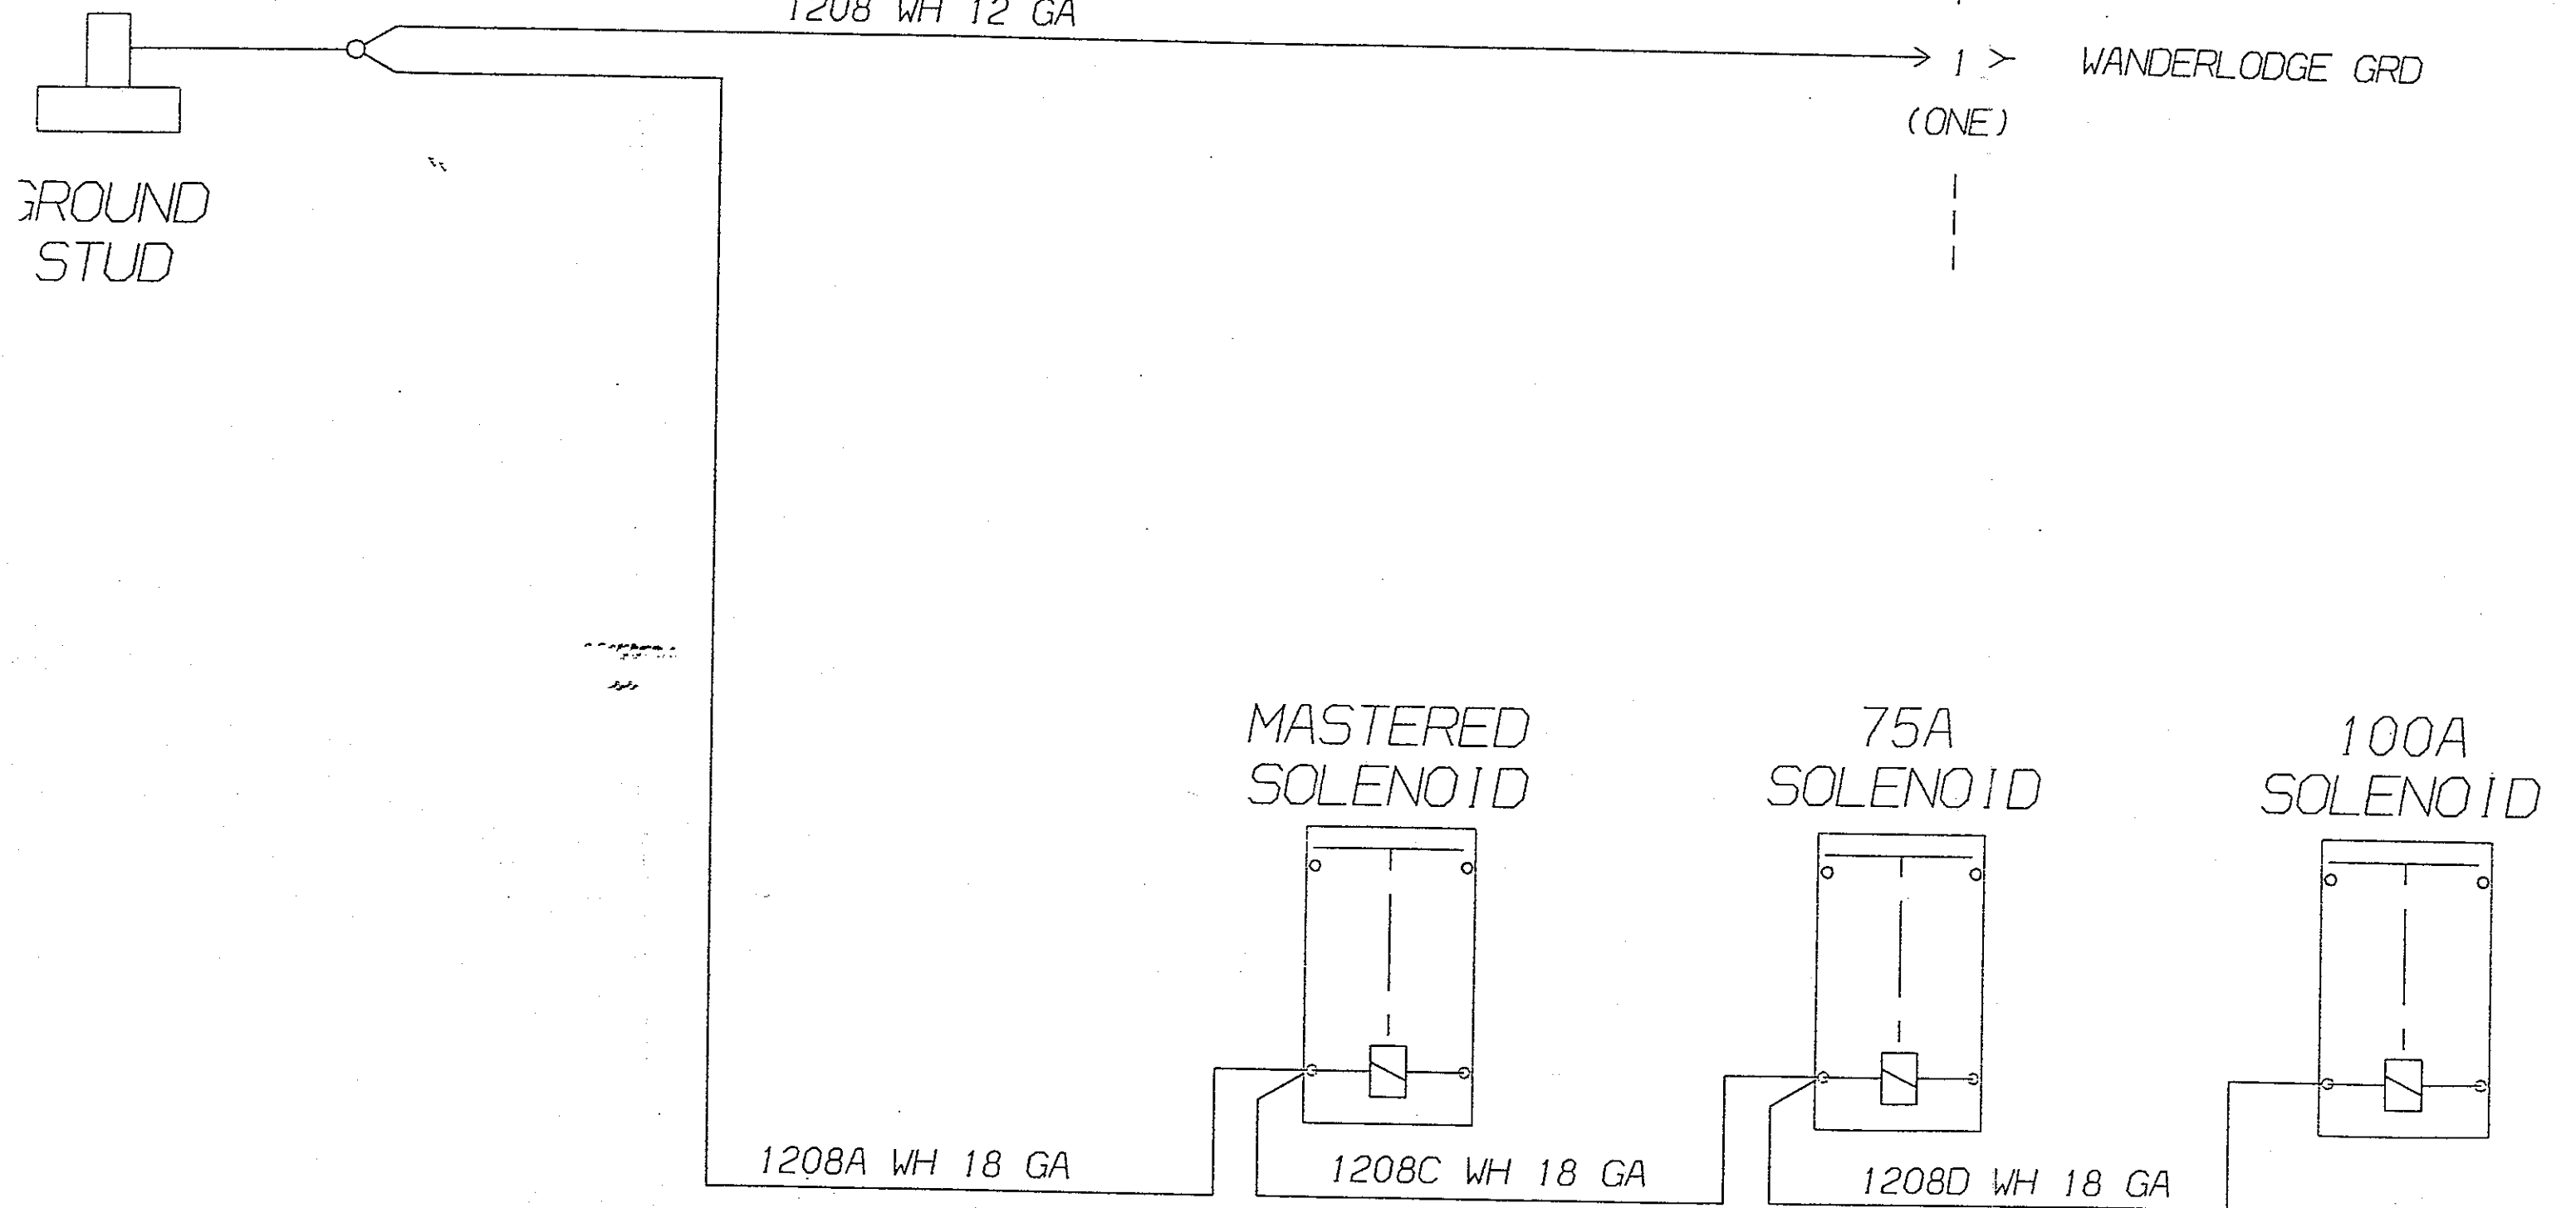 1208 WH 12 GA
1 > WANDERLODGE GRD
(ONE)
GROUND
STUD
MASTERED
SOLENOID
75A
SOLENOID
100A
SOLENOID
1208A WH 18 GA
1208C WH 18 GA
1208D WH 18 GA